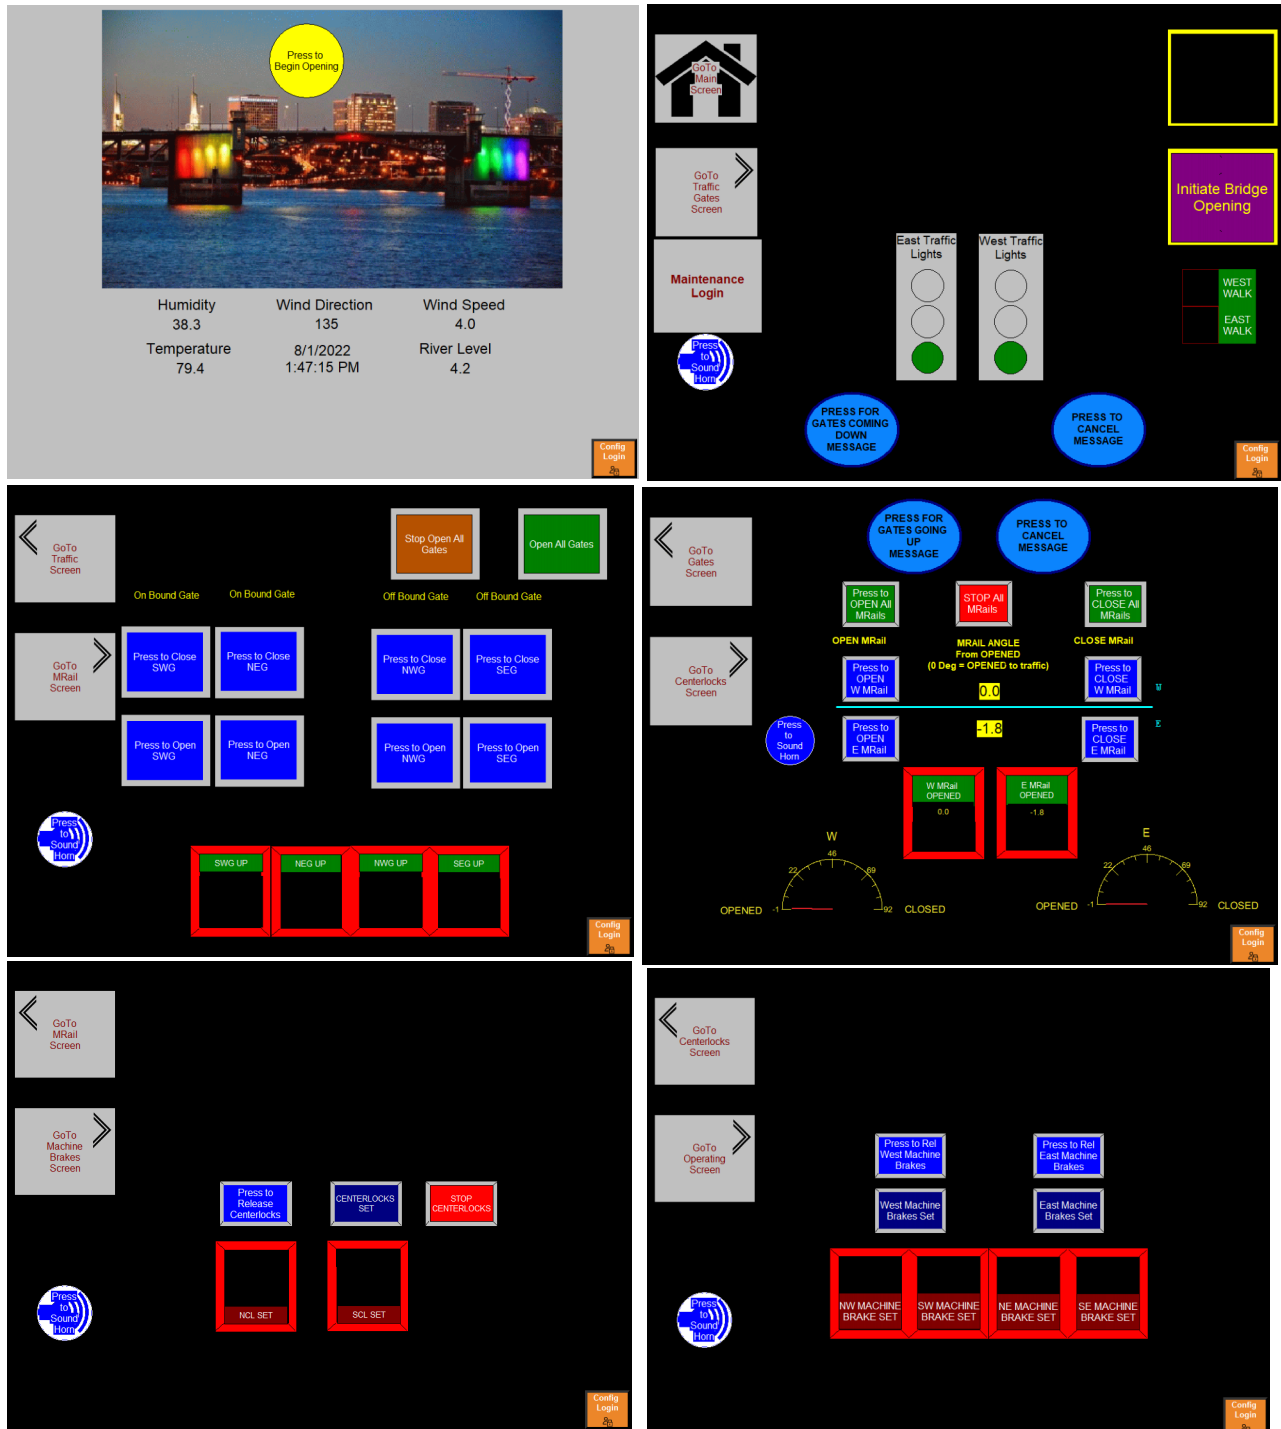 Press to
Begin Opening
Humidity
38.3
Wind Direction
135
Wind Speed
4.0
Temperature
79.4
8/1/2022
1:47:15 PM
River Level
4.2
Config
Login
GoTo
Main
Screen
GoTo
Traffic
Gates
Screen
Maintenance
Login
Press
to
Sound
Horn
East Traffic
Lights
West Traffic
Lights
Initiate Bridge
Opening
WEST
WALK
EAST
WALK
PRESS FOR
GATES COMING
DOWN
MESSAGE
PRESS TO
CANCEL
MESSAGE
Config
Login
GoTo
Traffic
Screen
Stop Open All
Gates
Open All Gates
On Bound Gate
On Bound Gate
Off Bound Gate
Off Bound Gate
GoTo
MRail
Screen
Press to Close
SWG
Press to Close
NEG
Press to Close
NWG
Press to Close
SEG
Press to Open
SWG
Press to Open
NEG
Press to Open
NWG
Press to Open
SEG
Press
to
Sound
Horn
SWG UP
NEG UP
NWG UP
SEG UP
Config
Login
PRESS FOR
GATES GOING
UP
MESSAGE
PRESS TO
CANCEL
MESSAGE
GoTo
Gates
Screen
Press to
OPEN All
MRails
STOP All
MRails
Press to
CLOSE All
MRails
OPEN MRail
MRAIL ANGLE
From OPENED
(0 Deg = OPENED to traffic)
CLOSE MRail
GoTo
Centerlocks
Screen
Press to
OPEN
W MRail
0.0
Press to
CLOSE
W MRail
W
Press
to
Sound
Horn
Press to
OPEN
E MRail
-1.8
Press to
CLOSE
E MRail
E
W MRail
OPENED
0.0
E MRail
OPENED
-1.8
W
46
22
69
OPENED
-1
92
CLOSED
E
46
22
69
OPENED
-1
92
CLOSED
Config
Login
GoTo
MRail
Screen
GoTo
Machine
Brakes
Screen
Press to
Release
Centerlocks
CENTERLOCKS
SET
STOP
CENTERLOCKS
NCL SET
SCL SET
Press
to
Sound
Horn
Config
Login
GoTo
Centerlocks
Screen
GoTo
Operating
Screen
Press to Rel
West Machine
Brakes
Press to Rel
East Machine
Brakes
West Machine
Brakes Set
East Machine
Brakes Set
NW MACHINE
BRAKE SET
SW MACHINE
BRAKE SET
NE MACHINE
BRAKE SET
SE MACHINE
BRAKE SET
Press
to
Sound
Horn
Config
Login